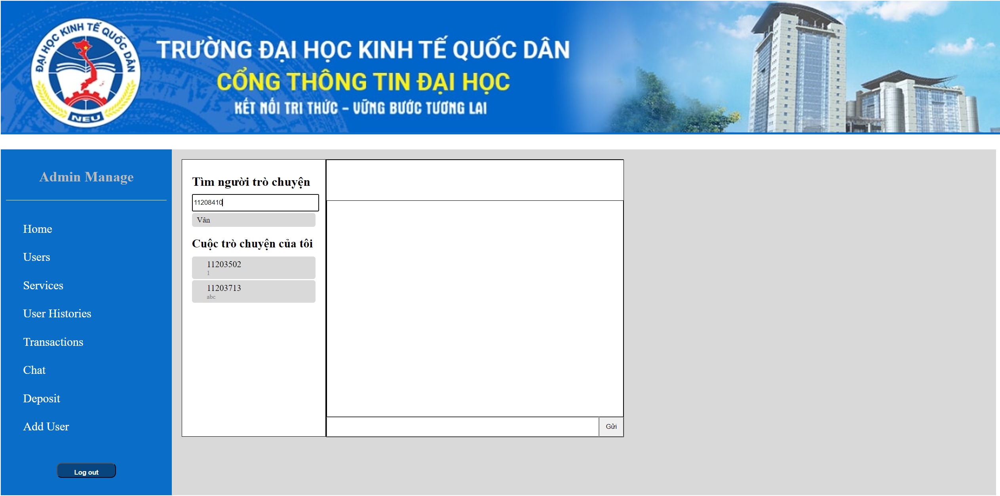 ĐẠI HỌC KINH TẾ QUỐC DÂN
NEU
TRƯỜNG ĐẠI HỌC KINH TẾ QUỐC DÂN
CỔNG THÔNG TIN ĐẠI HỌC
KẾT NỐI TRI THỨC – VỮNG BƯỚC TƯƠNG LAI
Admin Manage
Home
Users
Services
User Histories
Transactions
Chat
Deposit
Add User
Log out
Tìm người trò chuyện
11208410
Vân
Cuộc trò chuyện của tôi
11203502
1
11203713
abc
Gửi